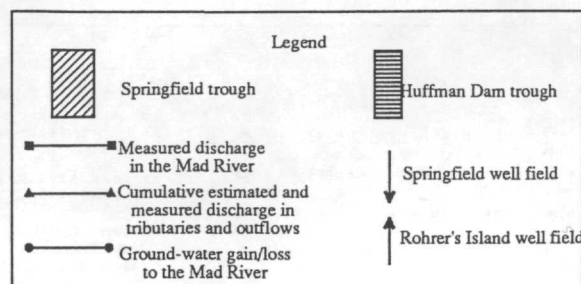 Legend
Springfield trough
Huffman Dam trough
Measured discharge
in the Mad River
Cumulative estimated and
measured discharge in
tributaries and outflows
Ground-water gain/loss
to the Mad River
Springfield well field
Rohrer's Island well field